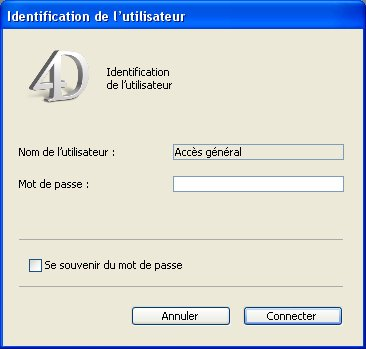 Identification de l'utilisateur
4D
Identification
de l'utilisateur
Nom de l'utilisateur : Accès général
Mot de passe :
Se souvenir du mot de passe
Annuler Connecter